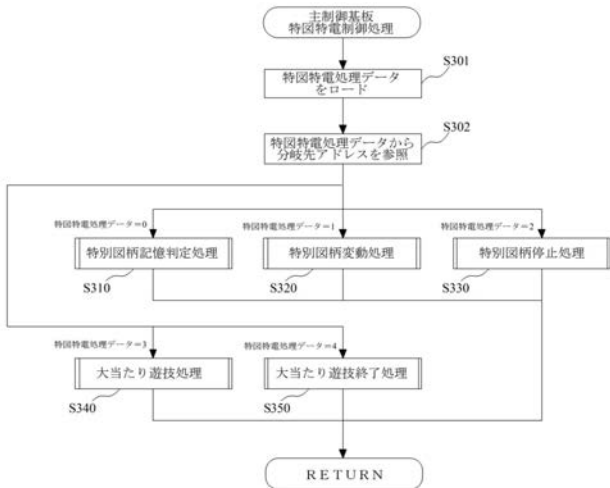 主制御基板
特図特電制御処理
S301
特図特電処理データ
をロード
S302
特図特電処理データから
分岐先アドレスを参照
特図特電処理データ=0
特図特電処理データ=1
特図特電処理データ=2
特別図柄記憶判定処理
特別図柄変動処理
特別図柄停止処理
S310
S320
S330
特図特電処理データ=3
特図特電処理データ=4
大当たり遊技処理
大当たり遊技終了処理
S340
S350
RETURN